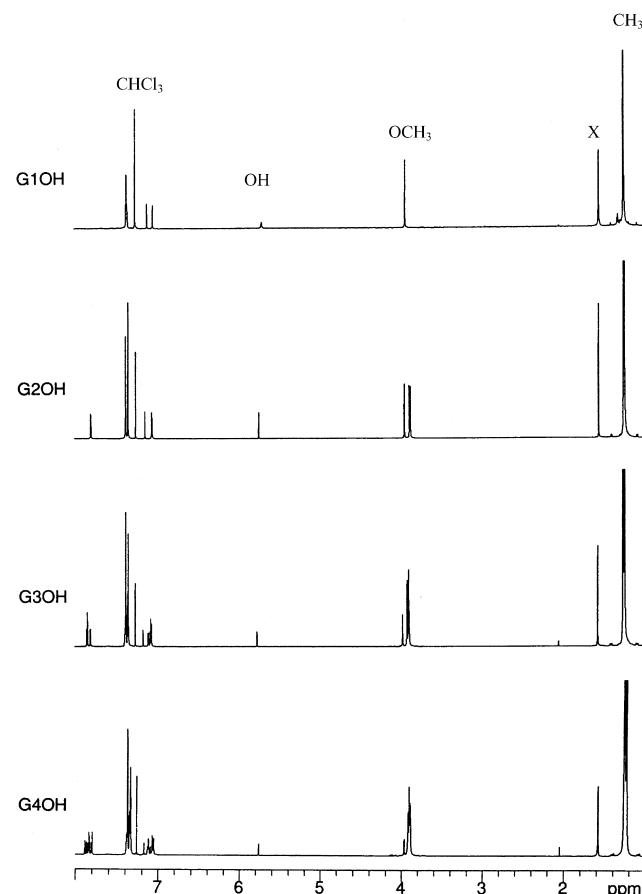 CH₃
CHCl₃
OCH₃
X
G1OH
OH
G2OH
G3OH
G4OH
7 6 5 4 3 2 ppm